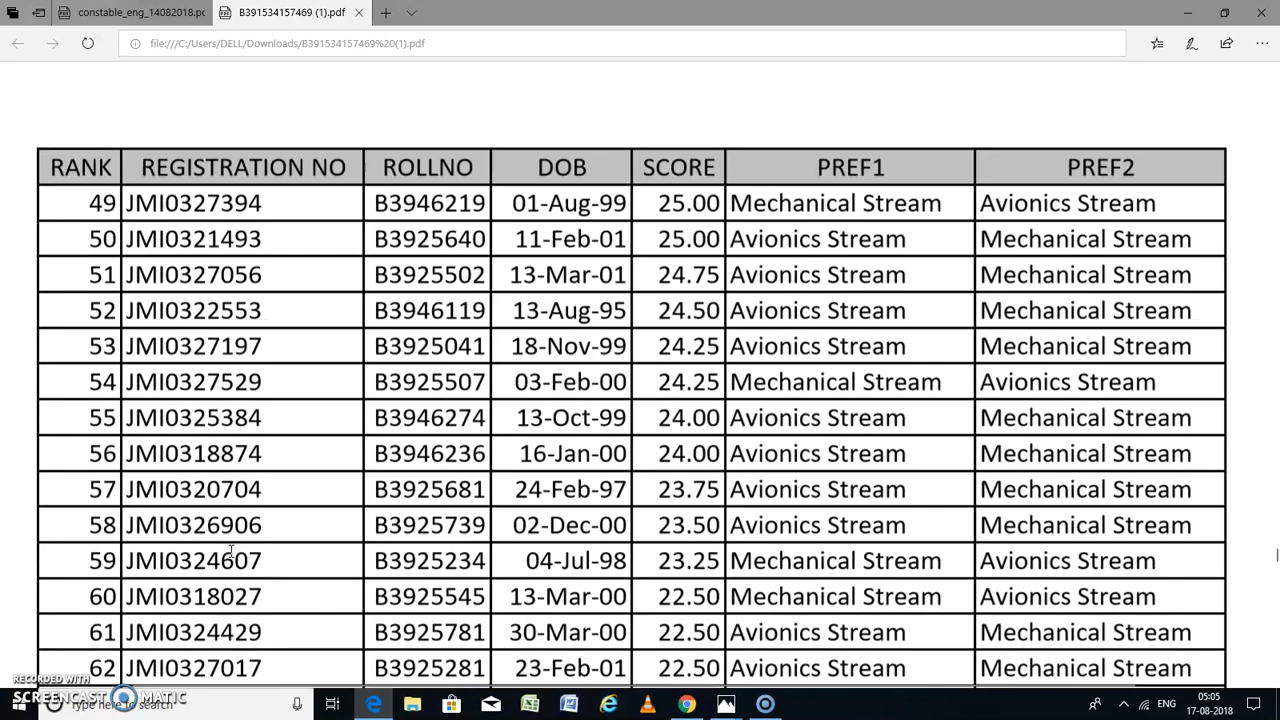 constable_eng_14082018.pc
B391534157469 (1).pdf
file:///C:/Users/DELL/Downloads/B391534157469%20(1).pdf
RANK REGISTRATION NO ROLLNO DOB SCORE PREF1 PREF2
49 JMI0327394 B3946219 01-Aug-99 25.00 Mechanical Stream Avionics Stream
50 JMI0321493 B3925640 11-Feb-01 25.00 Avionics Stream Mechanical Stream
51 JMI0327056 B3925502 13-Mar-01 24.75 Avionics Stream Mechanical Stream
52 JMI0322553 B3946119 13-Aug-95 24.50 Avionics Stream Mechanical Stream
53 JMI0327197 B3925041 18-Nov-99 24.25 Avionics Stream Mechanical Stream
54 JMI0327529 B3925507 03-Feb-00 24.25 Mechanical Stream Avionics Stream
55 JMI0325384 B3946274 13-Oct-99 24.00 Avionics Stream Mechanical Stream
56 JMI0318874 B3946236 16-Jan-00 24.00 Avionics Stream Mechanical Stream
57 JMI0320704 B3925681 24-Feb-97 23.75 Avionics Stream Mechanical Stream
58 JMI0326906 B3925739 02-Dec-00 23.50 Avionics Stream Mechanical Stream
59 JMI0324607 B3925234 04-Jul-98 23.25 Mechanical Stream Avionics Stream
60 JMI0318027 B3925545 13-Mar-00 22.50 Mechanical Stream Avionics Stream
61 JMI0324429 B3925781 30-Mar-00 22.50 Avionics Stream Mechanical Stream
62 JMI0327017 B3925281 23-Feb-01 22.50 Avionics Stream Mechanical Stream
RECORDED WITH
SCREENCAST MATIC
Type here to search
ENG
05:05
17-08-2018